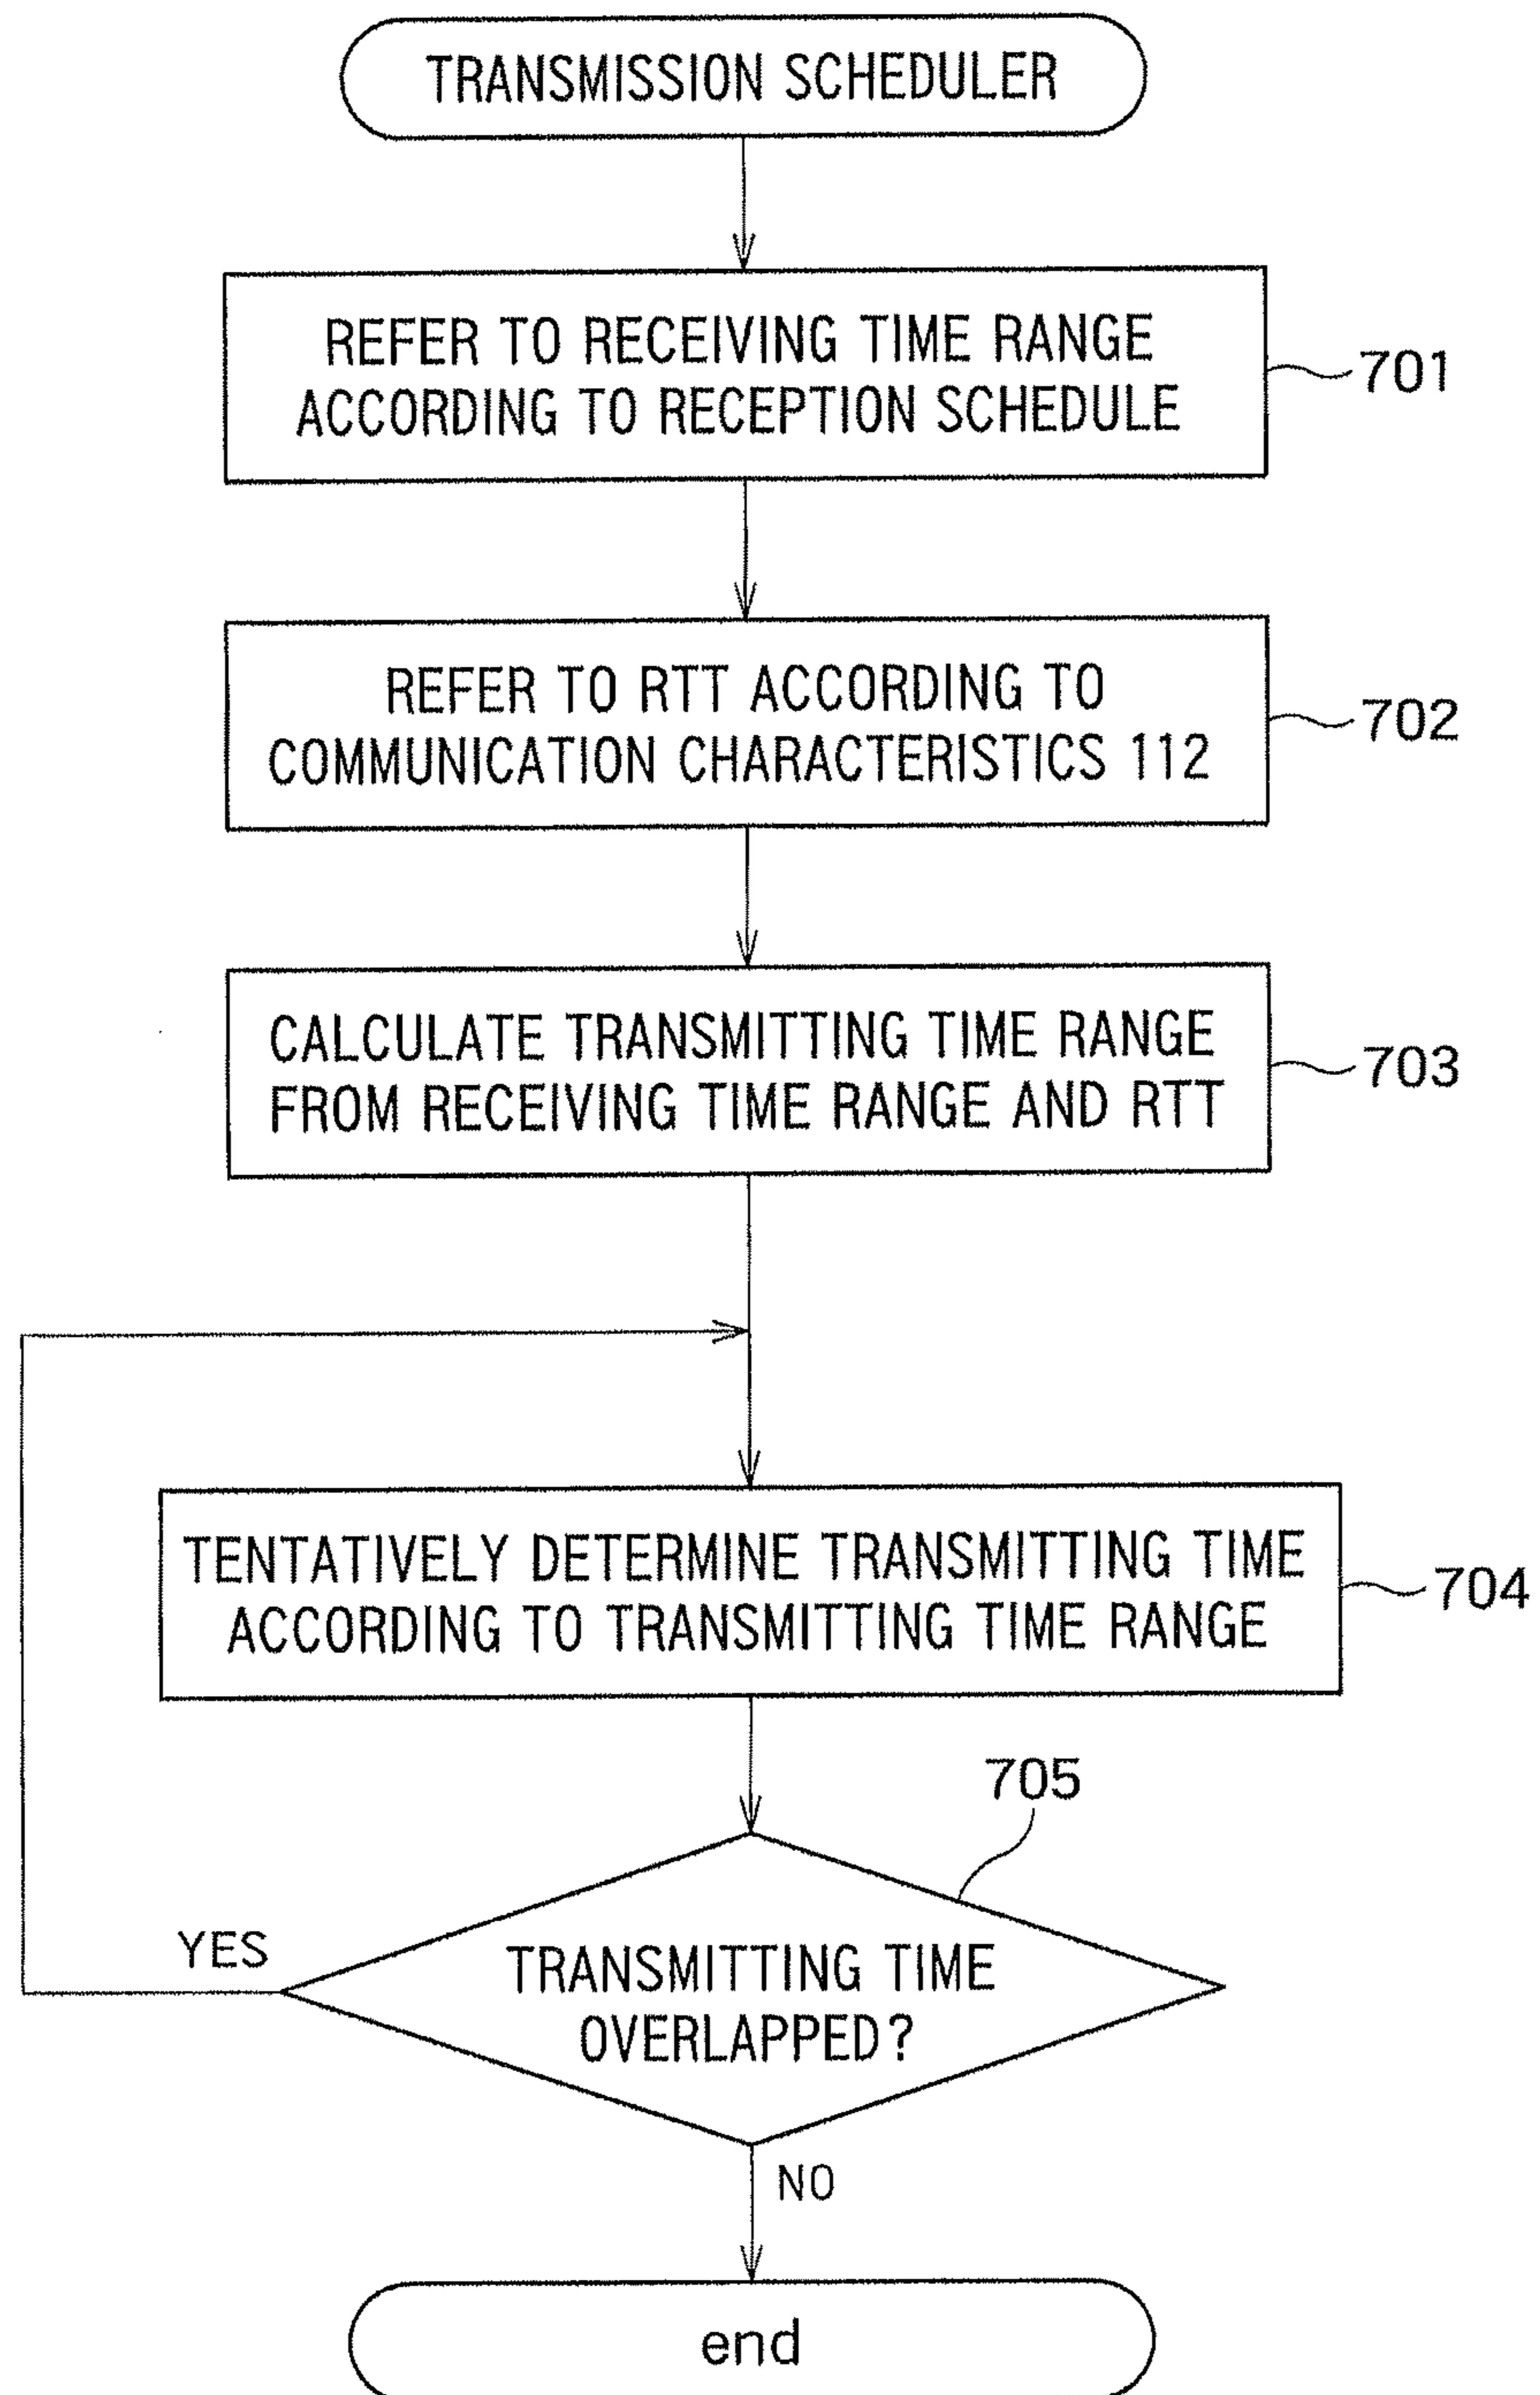 TRANSMISSION SCHEDULER
REFER TO RECEIVING TIME RANGE
ACCORDING TO RECEPTION SCHEDULE
701
REFER TO RTT ACCORDING TO
COMMUNICATION CHARACTERISTICS 112
702
CALCULATE TRANSMITTING TIME RANGE
FROM RECEIVING TIME RANGE AND RTT
703
TENTATIVELY DETERMINE TRANSMITTING TIME
ACCORDING TO TRANSMITTING TIME RANGE
704
705
YES
TRANSMITTING TIME
OVERLAPPED?
NO
end